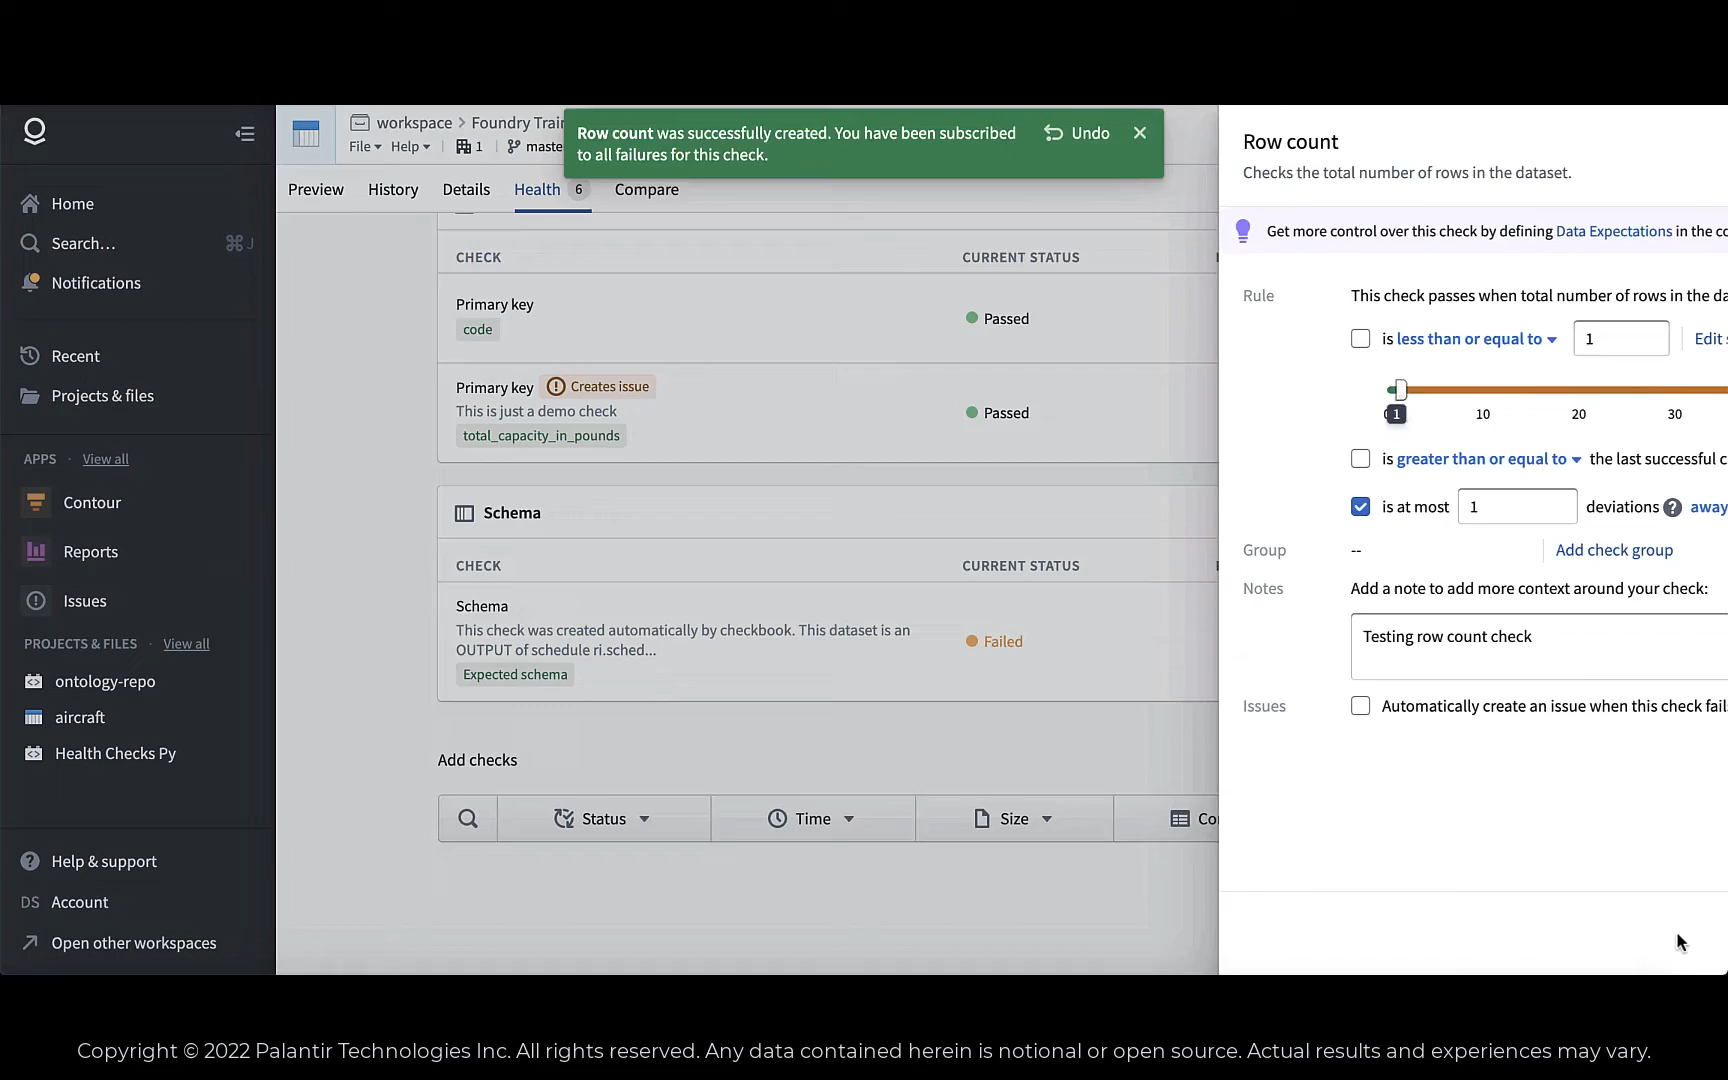 Home
Search…
⌘ J
Notifications
Recent
Projects & files
APPS · View all
Contour
Reports
Issues
PROJECTS & FILES · View all
ontology-repo
aircraft
Health Checks Py
Help & support
DS Account
Open other workspaces
workspace > Foundry
File Help 1
Row count was successfully created. You have been subscribed
to all failures for this check.
Undo
Preview History Details Health 6 Compare
CHECK CURRENT STATUS
Primary key
code
Passed
Primary key Creates issue
This is just a demo check
total_capacity_in_pounds
Passed
Schema
CHECK CURRENT STATUS
Schema
This check was created automatically by checkbook. This dataset is an
OUTPUT of schedule ri.sched...
Expected schema
Failed
Add checks
Status Time Size
Row count
Checks the total number of rows in the dataset.
Get more control over this check by defining Data Expectations in the
Rule This check passes when total number of rows in the
is less than or equal to 1 Edit
1 10 20 30
is greater than or equal to the last successful
is at most 1 deviations away
Group -- Add check group
Notes Add a note to add more context around your check:
Testing row count check
Issues Automatically create an issue when this check
Copyright © 2022 Palantir Technologies Inc. All rights reserved. Any data contained herein is notional or open source. Actual results and experiences may vary.